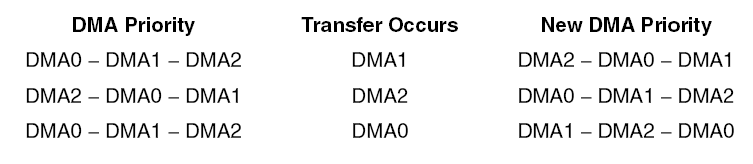 DMA Priority Transfer Occurs New DMA Priority
DMA0 – DMA1 – DMA2 DMA1 DMA2 – DMA0 – DMA1
DMA2 – DMA0 – DMA1 DMA2 DMA0 – DMA1 – DMA2
DMA0 – DMA1 – DMA2 DMA0 DMA1 – DMA2 – DMA0